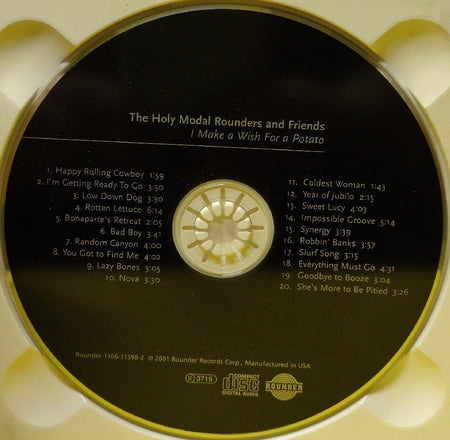 The Holy Modal Rounders and Friends
I Make a Wish For a Potato
1. Happy Rolling Cowboy 1:59
2. I'm Getting Ready To Go 3:50
3. Low Down Dog 3:30
4. Rotten Lettuce 6:14
5. Bonaparte's Retreat 2:05
6. Bad Boy 3:41
7. Random Canyon 4:00
8. You Got to Find Me 4:02
9. Lazy Bones 3:05
10. Nova 3:30
11. Coldest Woman 1:43
12. Year of Jubilo 2:15
13. Sweet Lucy 4:03
14. Impossible Groove 5:14
15. Synergy 3:39
16. Robbin' Banks 3:57
17. Slurf Song 3:15
18. Everything Must Go 4:31
19. Goodbye to Booze 3:04
20. She's More to Be Pitied 3:26
Rounder 1166-11598-2 ℗ 2001 Rounder Records Corp., Manufactured in USA
if 3719
COMPACT
disc
DIGITAL AUDIO
ROUNDER